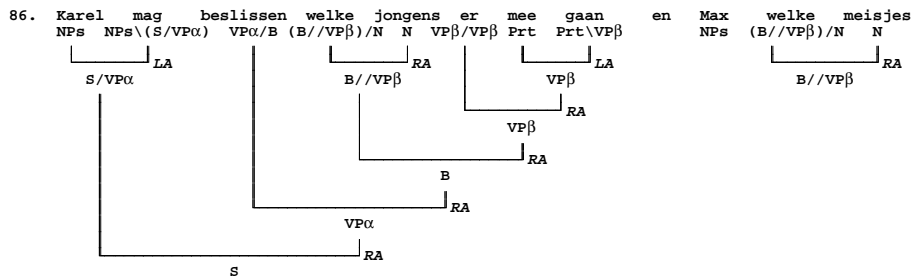 86. Karel mag beslissen welke jongens er mee gaan en Max welke meisjes
NPs NPs\(S/VPα) VPα/B (B//VPβ)/N N VPβ/VPβ Prt Prt\VPβ NPs (B//VPβ)/N N
LA RA LA RA
S/VPα B//VPβ VPβ B//VPβ
RA
VPβ
RA
B
RA
VPα
RA
S